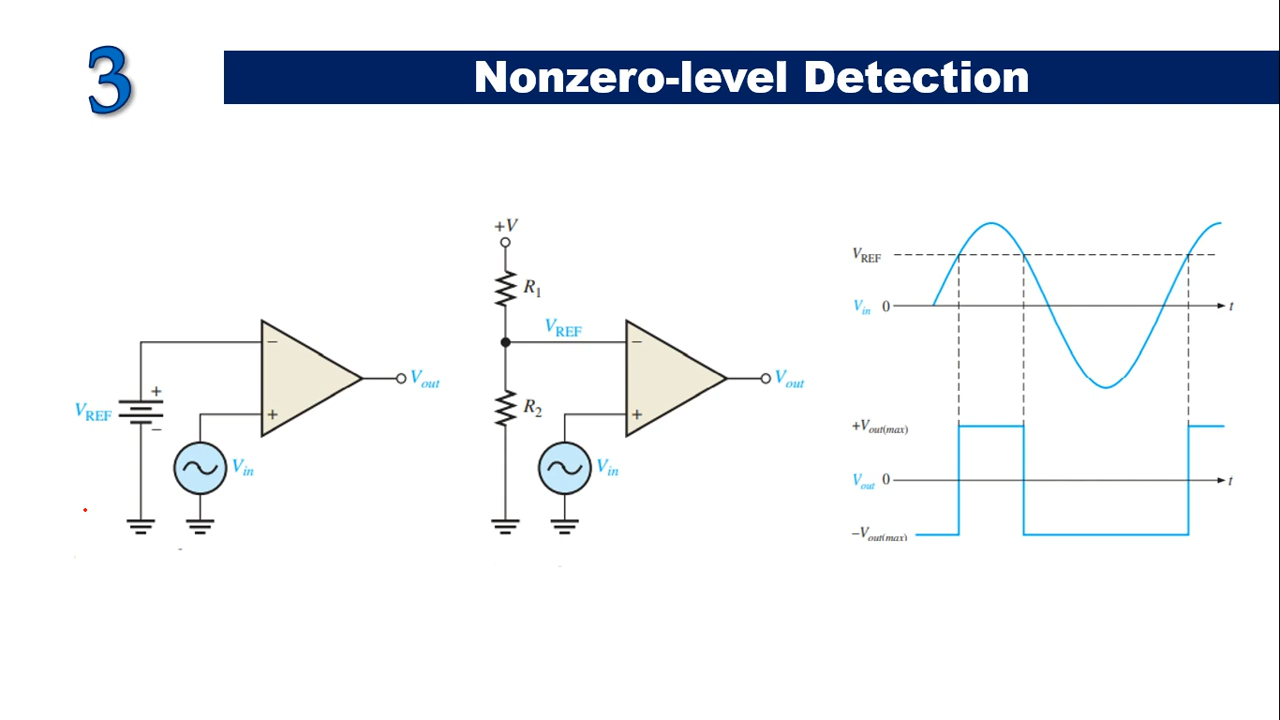 3
Nonzero-level Detection
VREF
+
−
−
+
Vin
Vout
+V
R1
R2
VREF
−
+
Vin
Vout
VREF
Vin 0
t
+Vout(max)
Vout 0
t
−Vout(max)